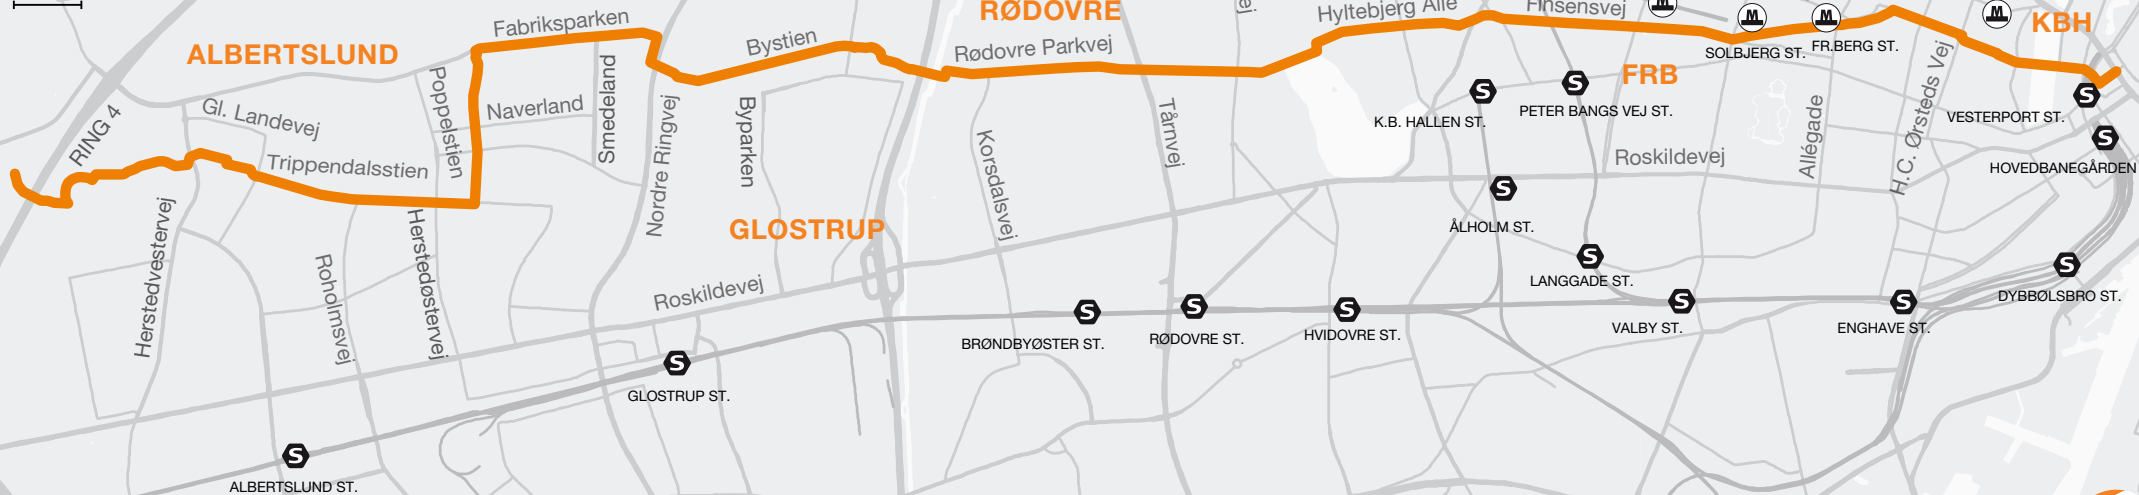 RØDOVRE
Fabriksparken
Hyltebjerg Allé
Finsensvej
KBH
ALBERTSLUND
Bystien
Rødovre Parkvej
SOLBJERG ST.
FR.BERG ST.
FRB
Poppelstien
Smedeland
Naverland
Nordre Ringvej
Byparken
Tårnvej
S
S
K.B. HALLEN ST.
PETER BANGS VEJ ST.
Allégade
H.C. Ørsteds Vej
S
VESTERPORT ST.
RING 4
Gl. Landevej
Trippendalsstien
Korsdalsvej
Roskildevej
S
HOVEDBANEGÅRDEN
S
ÅLHOLM ST.
Herstedvestervej
Roholmsvej
Herstedøstervej
GLOSTRUP
S
LANGGADE ST.
S
DYBBØLSBRO ST.
Roskildevej
S
BRØNDBYØSTER ST.
S
RØDOVRE ST.
S
HVIDOVRE ST.
S
VALBY ST.
S
ENGHAVE ST.
S
GLOSTRUP ST.
S
ALBERTSLUND ST.